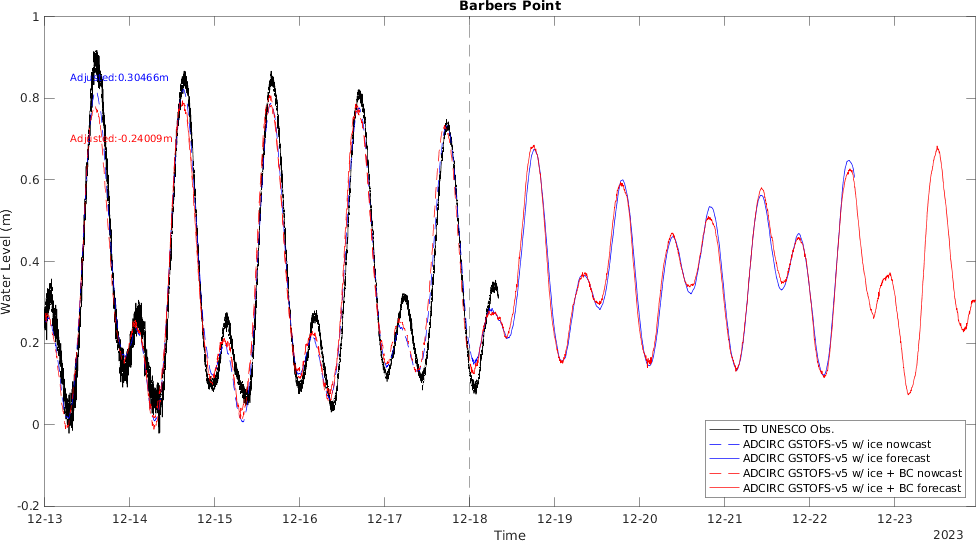 Barbers Point
1
0.8
0.6
0.4
0.2
0
-0.2
Water Level (m)
Adjusted:0.30466m
Adjusted:-0.24009m
TD UNESCO Obs.
ADCIRC GSTOFS-v5 w/ ice nowcast
ADCIRC GSTOFS-v5 w/ ice forecast
ADCIRC GSTOFS-v5 w/ ice + BC nowcast
ADCIRC GSTOFS-v5 w/ ice + BC forecast
12-13 12-14 12-15 12-16 12-17 12-18 12-19 12-20 12-21 12-22 12-23
Time
2023